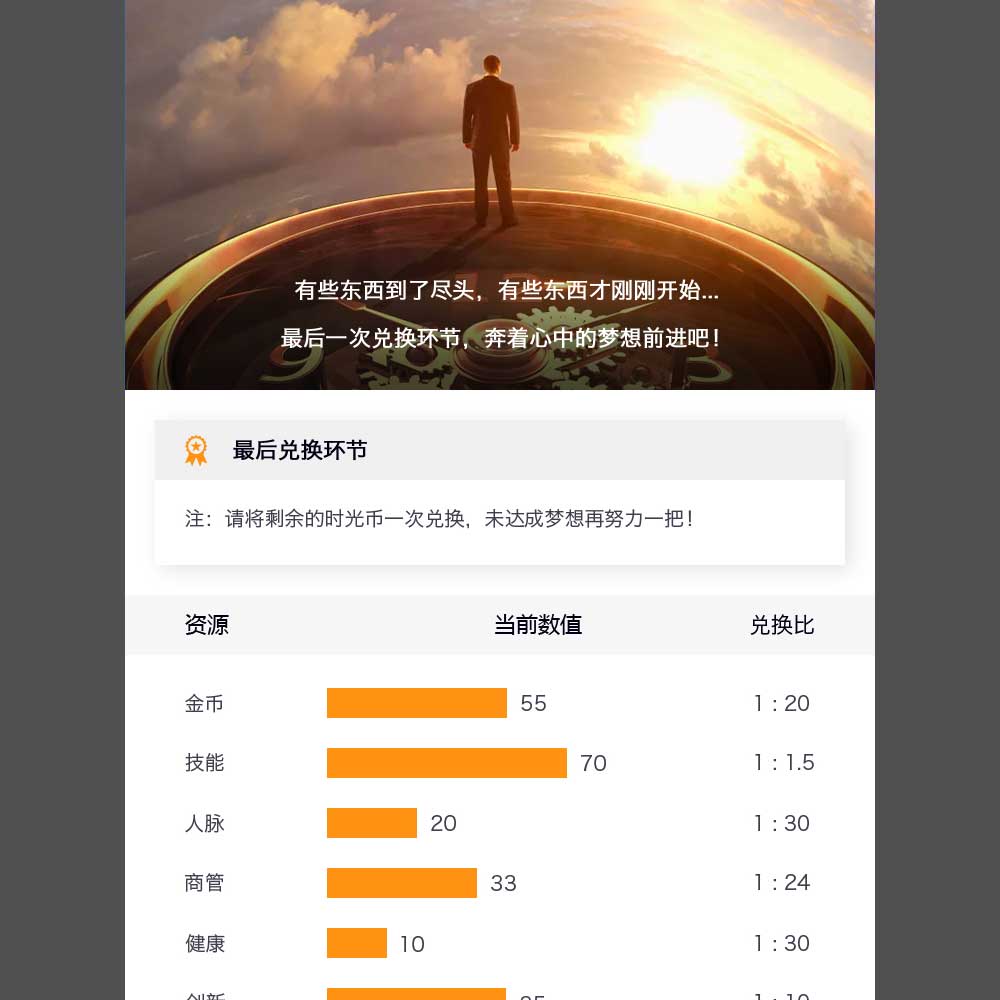 有些东西到了尽头，有些东西才刚刚开始...
最后一次兑换环节，奔着心中的梦想前进吧！
最后兑换环节
注：请将剩余的时光币一次兑换，未达成梦想再努力一把！
资源 当前数值 兑换比
金币 55 1 : 20
技能 70 1 : 1.5
人脉 20 1 : 30
商管 33 1 : 24
健康 10 1 : 30